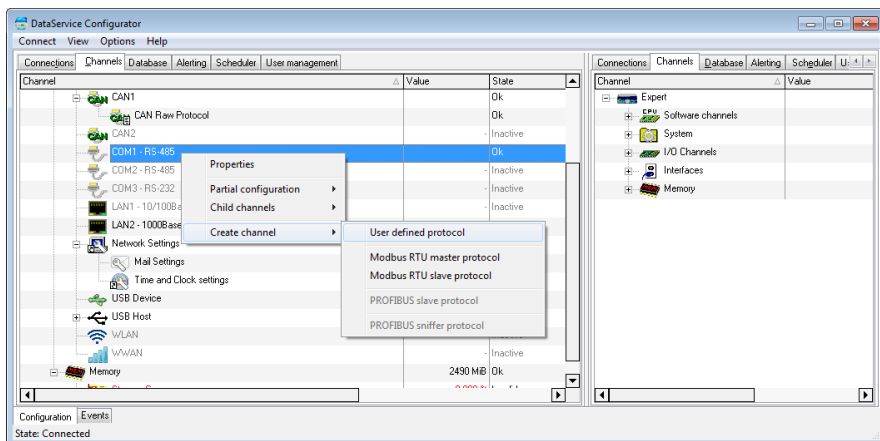 DataService Configurator
Connect View Options Help
Connections Channels Database Alerting Scheduler User management
Channel Value State
CAN1 Ok
CAN Raw Protocol Ok
CAN2 - Inactive
COM1 - RS-485 Ok
COM2 - RS-485 - Inactive
COM3 - RS-232 - Inactive
LAN1 - 10/100Ba - Inactive
LAN2 - 1000Base
Network Settings
Mail Settings
Time and Clock settings
USB Device
USB Host
WLAN
WWAN - Inactive
Memory 2490 MiB Ok
Properties
Partial configuration
Child channels
Create channel
User defined protocol
Modbus RTU master protocol
Modbus RTU slave protocol
PROFIBUS slave protocol
PROFIBUS sniffer protocol
Connections Channels Database Alerting Scheduler U
Channel Value
Expert
Software channels
System
I/O Channels
Interfaces
Memory
Configuration Events
State: Connected